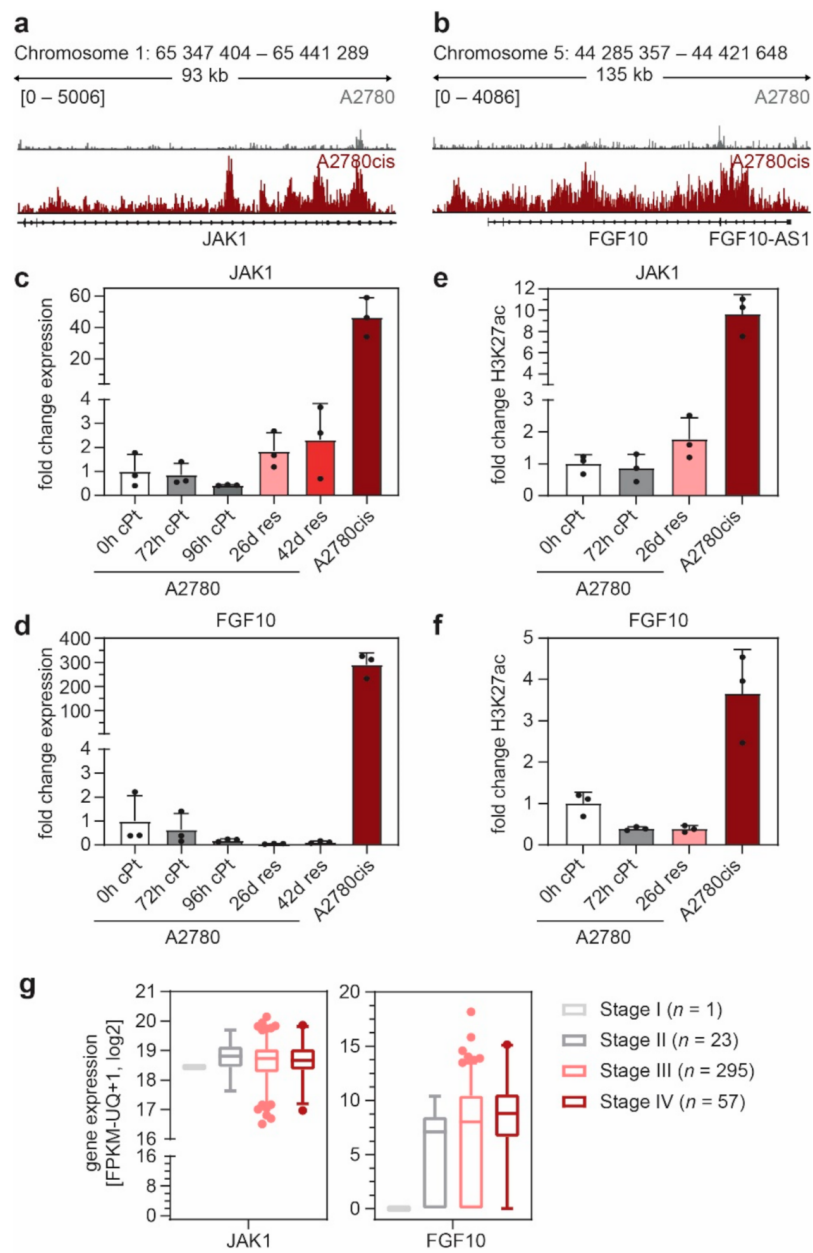 a
Chromosome 1: 65 347 404 – 65 441 289
93 kb
[0 – 5006]
A2780
A2780cis
JAK1
b
Chromosome 5: 44 285 357 – 44 421 648
135 kb
[0 – 4086]
A2780
A2780cis
FGF10
FGF10-AS1
c
JAK1
fold change expression
60
40
20
4
3
2
1
0
0h cPt
72h cPt
96h cPt
26d res
42d res
A2780cis
A2780
e
JAK1
fold change H3K27ac
12
10
8
6
4
3
2
1
0
0h cPt
72h cPt
26d res
A2780cis
A2780
d
FGF10
fold change expression
400
300
200
100
4
3
2
1
0
0h cPt
72h cPt
96h cPt
26d res
42d res
A2780cis
A2780
f
FGF10
fold change H3K27ac
5
4
3
2
1
0
0h cPt
72h cPt
26d res
A2780cis
A2780
g
gene expression
[FPKM-UQ+1, log2]
21
20
19
18
17
16
16
8
0
JAK1
20
15
10
5
0
FGF10
Stage I (n = 1)
Stage II (n = 23)
Stage III (n = 295)
Stage IV (n = 57)